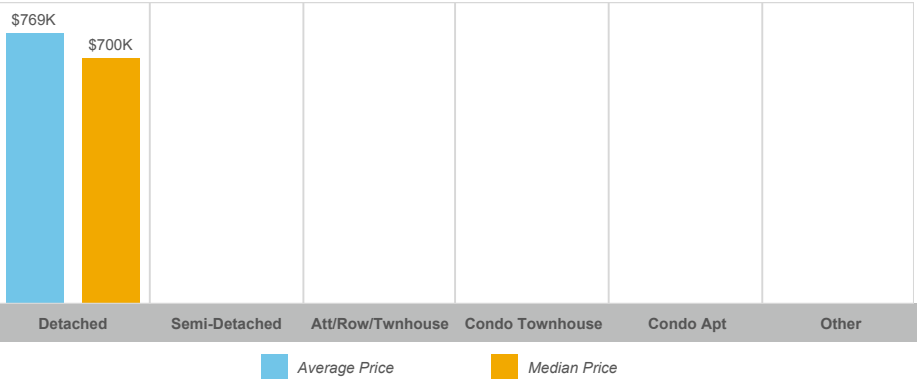 $769K
$700K
Detached Semi-Detached Att/Row/Twnhouse Condo Townhouse Condo Apt Other
Average Price Median Price